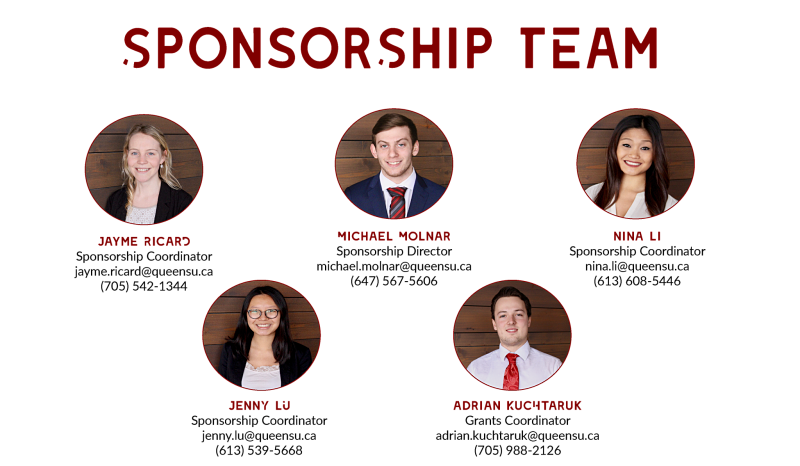 SPONSORSHIP TEAM
JAYME RICARD
Sponsorship Coordinator
jayme.ricard@queensu.ca
(705) 542-1344
MICHAEL MOLNAR
Sponsorship Director
michael.molnar@queensu.ca
(647) 567-5606
NINA LI
Sponsorship Coordinator
nina.li@queensu.ca
(613) 608-5446
JENNY LU
Sponsorship Coordinator
jenny.lu@queensu.ca
(613) 539-5668
ADRIAN KUCHTARUK
Grants Coordinator
adrian.kuchtaruk@queensu.ca
(705) 988-2126